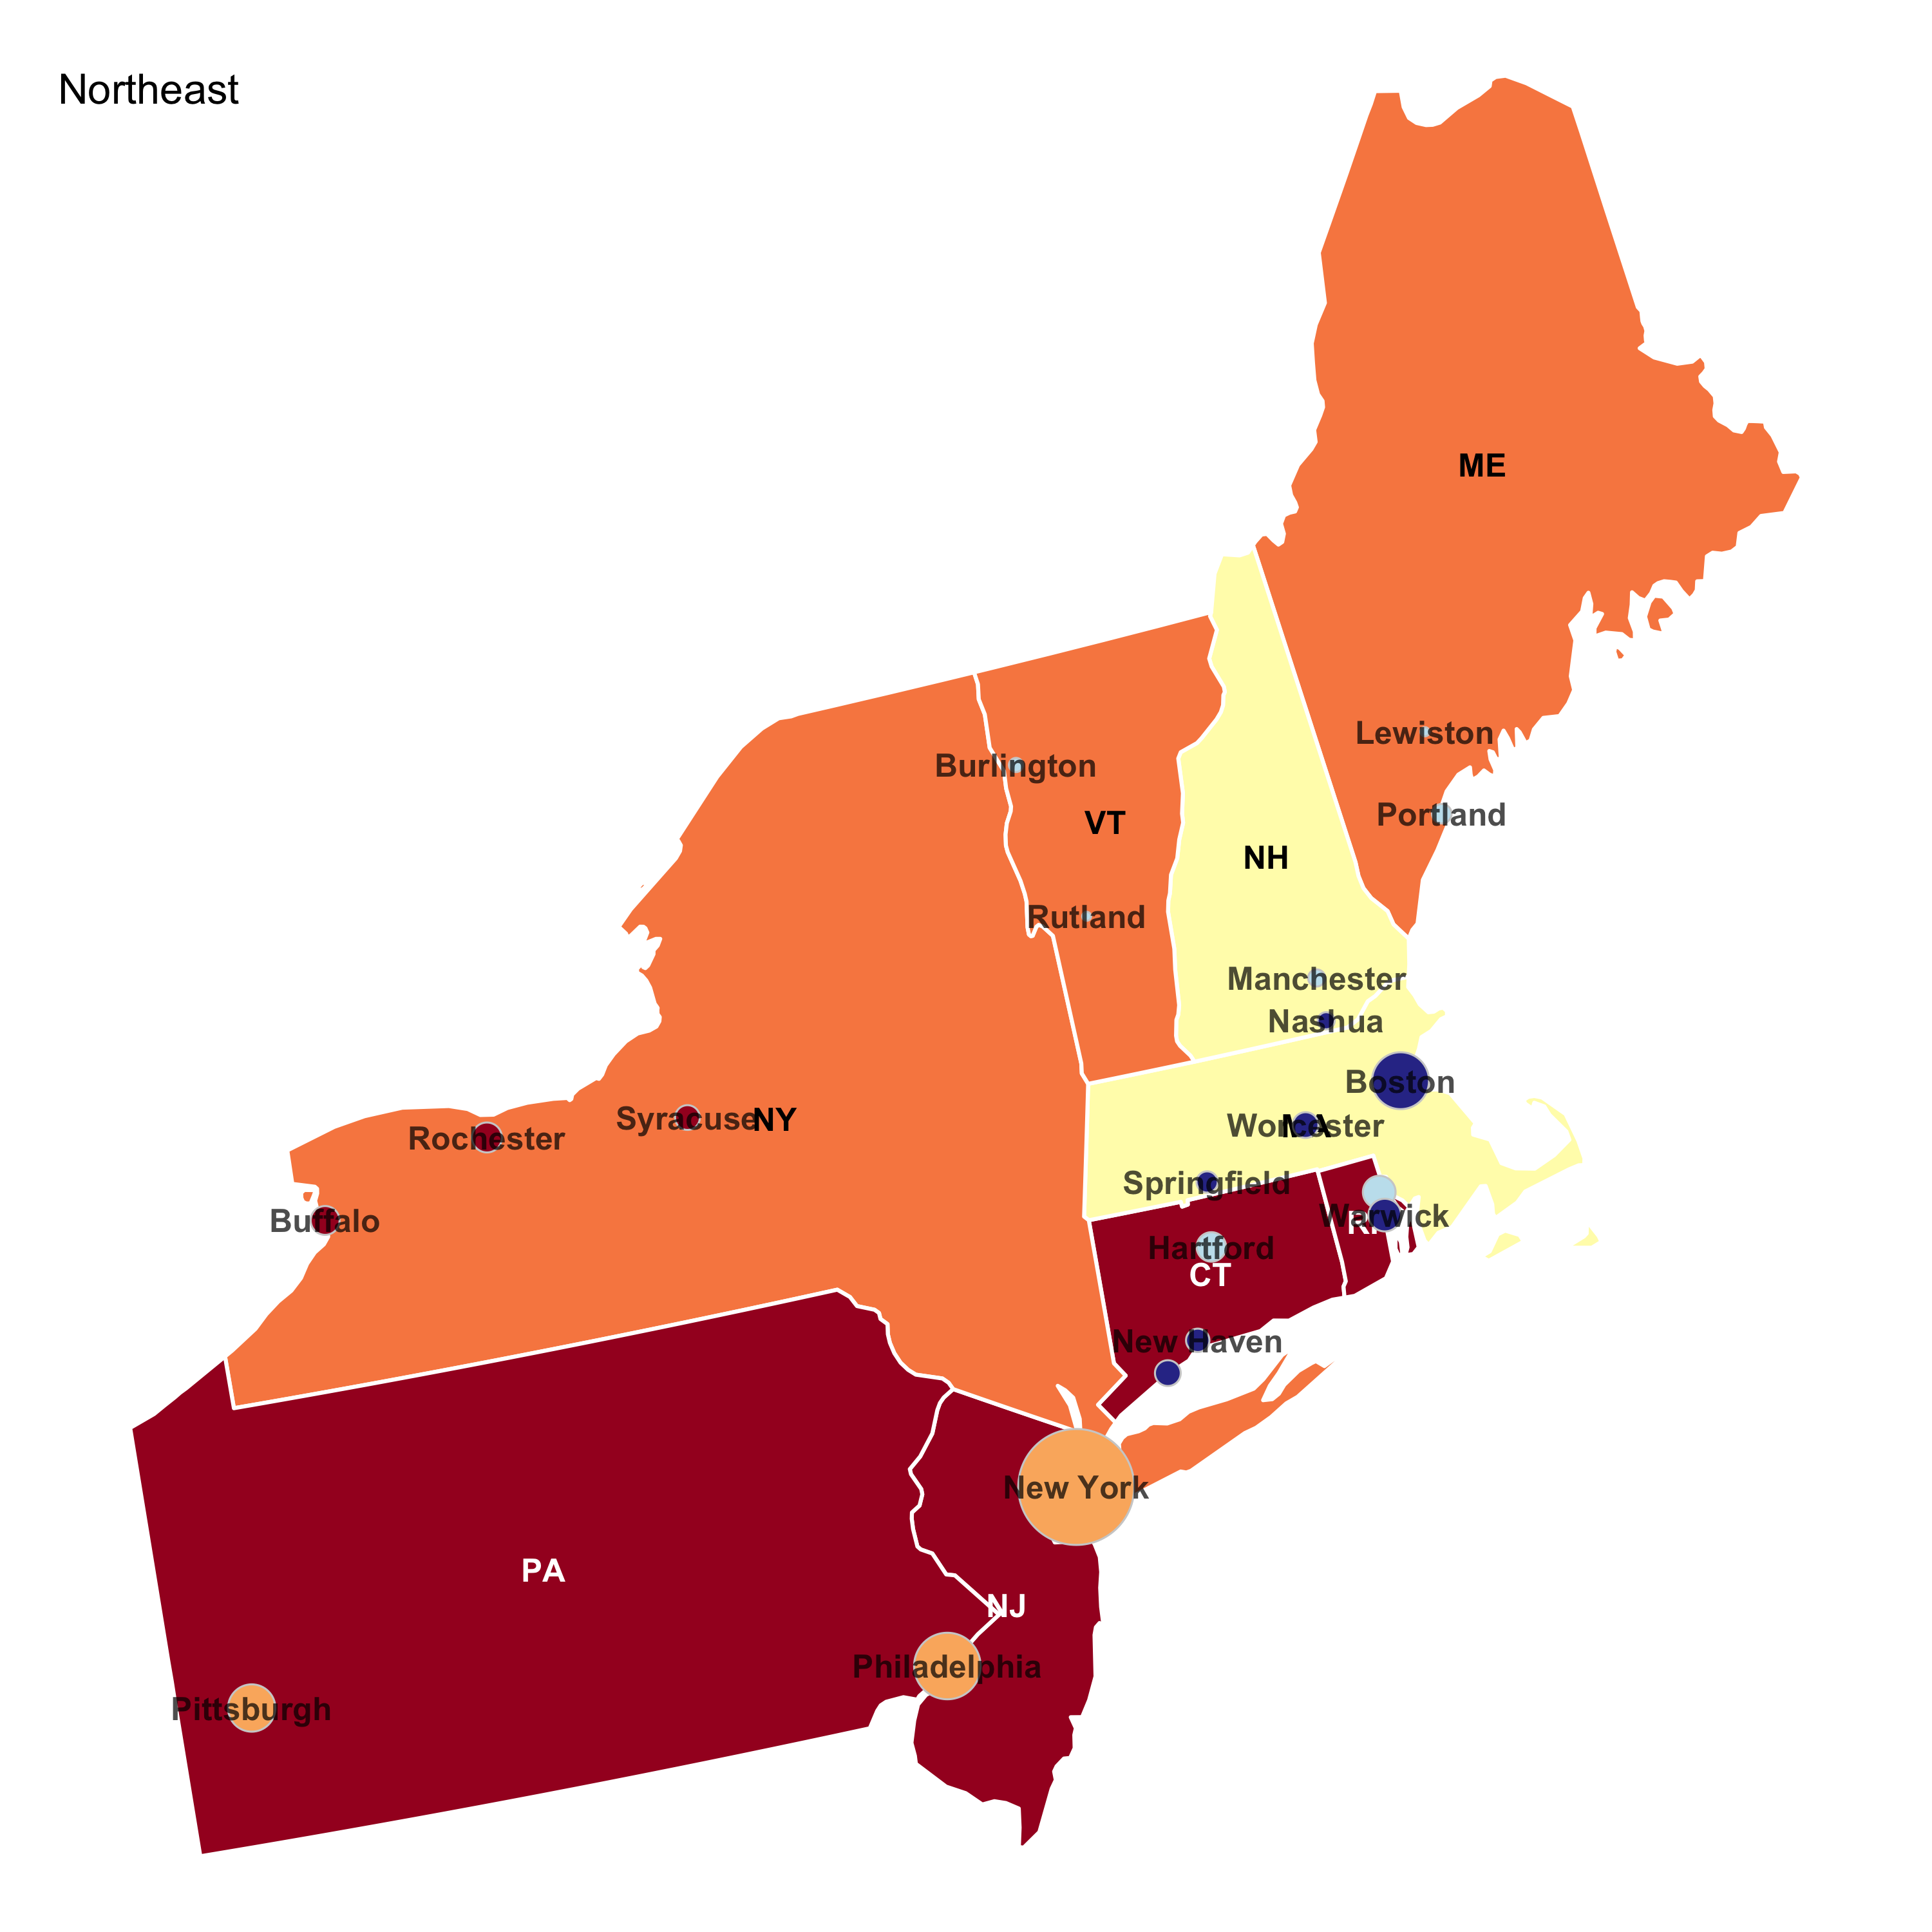 Northeast
ME
Lewiston
Burlington
Portland
VT
NH
Rutland
Manchester
Nashua
Boston
Syracuse
NY
Worcester
MA
Rochester
Springfield
Buffalo
Warwick
RI
Hartford
CT
New Haven
New York
PA
NJ
Philadelphia
Pittsburgh